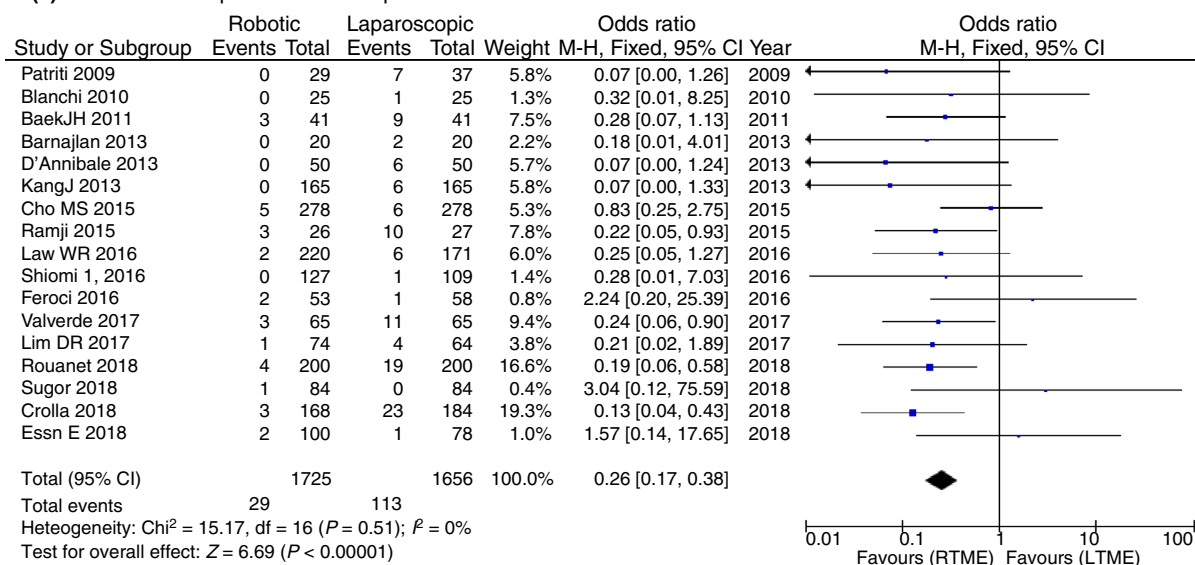 Robotic Laparoscopic Odds ratio Odds ratio
Study or Subgroup Events Total Events Total Weight M-H, Fixed, 95% CI Year M-H, Fixed, 95% CI
Patriti 2009 0 29 7 37 5.8% 0.07 [0.00, 1.26] 2009
Blanchi 2010 0 25 1 25 1.3% 0.32 [0.01, 8.25] 2010
BaekJH 2011 3 41 9 41 7.5% 0.28 [0.07, 1.13] 2011
Barnajlan 2013 0 20 2 20 2.2% 0.18 [0.01, 4.01] 2013
D'Annibale 2013 0 50 6 50 5.7% 0.07 [0.00, 1.24] 2013
KangJ 2013 0 165 6 165 5.8% 0.07 [0.00, 1.33] 2013
Cho MS 2015 5 278 6 278 5.3% 0.83 [0.25, 2.75] 2015
Ramji 2015 3 26 10 27 7.8% 0.22 [0.05, 0.93] 2015
Law WR 2016 2 220 6 171 6.0% 0.25 [0.05, 1.27] 2016
Shiomi 1, 2016 0 127 1 109 1.4% 0.28 [0.01, 7.03] 2016
Feroci 2016 2 53 1 58 0.8% 2.24 [0.20, 25.39] 2016
Valverde 2017 3 65 11 65 9.4% 0.24 [0.06, 0.90] 2017
Lim DR 2017 1 74 4 64 3.8% 0.21 [0.02, 1.89] 2017
Rouanet 2018 4 200 19 200 16.6% 0.19 [0.06, 0.58] 2018
Sugor 2018 1 84 0 84 0.4% 3.04 [0.12, 75.59] 2018
Crolla 2018 3 168 23 184 19.3% 0.13 [0.04, 0.43] 2018
Essn E 2018 2 100 1 78 1.0% 1.57 [0.14, 17.65] 2018
Total (95% CI) 1725 1656 100.0% 0.26 [0.17, 0.38]
Total events 29 113
Heteogeneity: Chi² = 15.17, df = 16 (P = 0.51); I² = 0%
Test for overall effect: Z = 6.69 (P < 0.00001)
0.01 0.1 1 10 100
Favours (RTME) Favours (LTME)